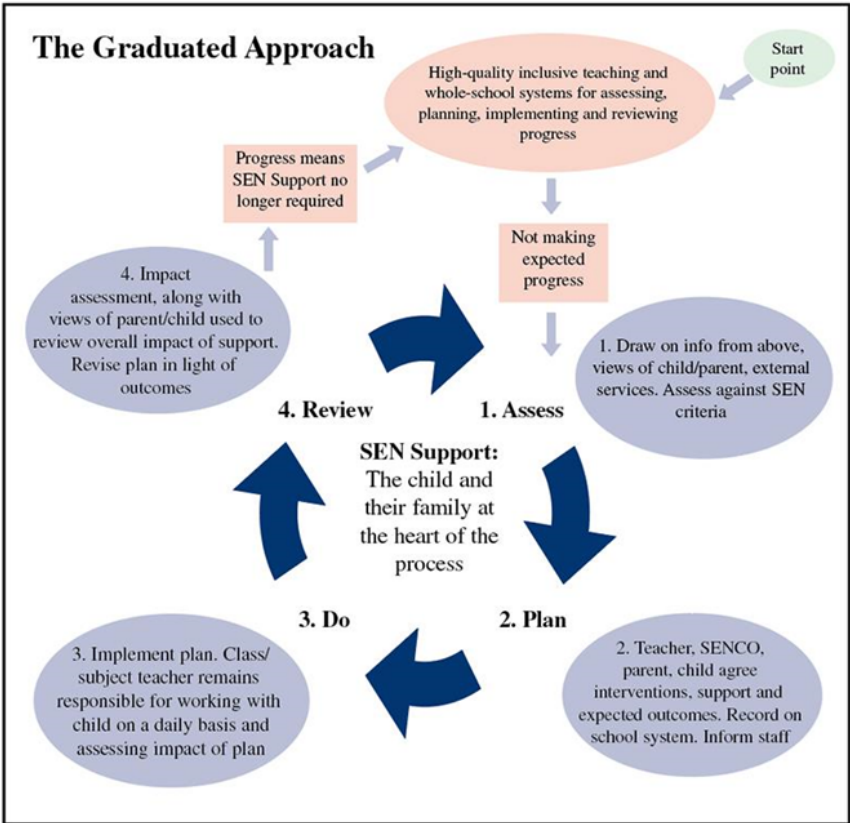 The Graduated Approach
Start
point
High-quality inclusive teaching and
whole-school systems for assessing,
planning, implementing and reviewing
progress
Progress means
SEN Support no
longer required
Not making
expected
progress
4. Impact
assessment, along with
views of parent/child used to
review overall impact of support.
Revise plan in light of
outcomes
1. Draw on info from above,
views of child/parent, external
services. Assess against SEN
criteria
4. Review
1. Assess
SEN Support:
The child and
their family at
the heart of the
process
3. Do
2. Plan
3. Implement plan. Class/
subject teacher remains
responsible for working with
child on a daily basis and
assessing impact of plan
2. Teacher, SENCO,
parent, child agree
interventions, support and
expected outcomes. Record on
school system. Inform staff